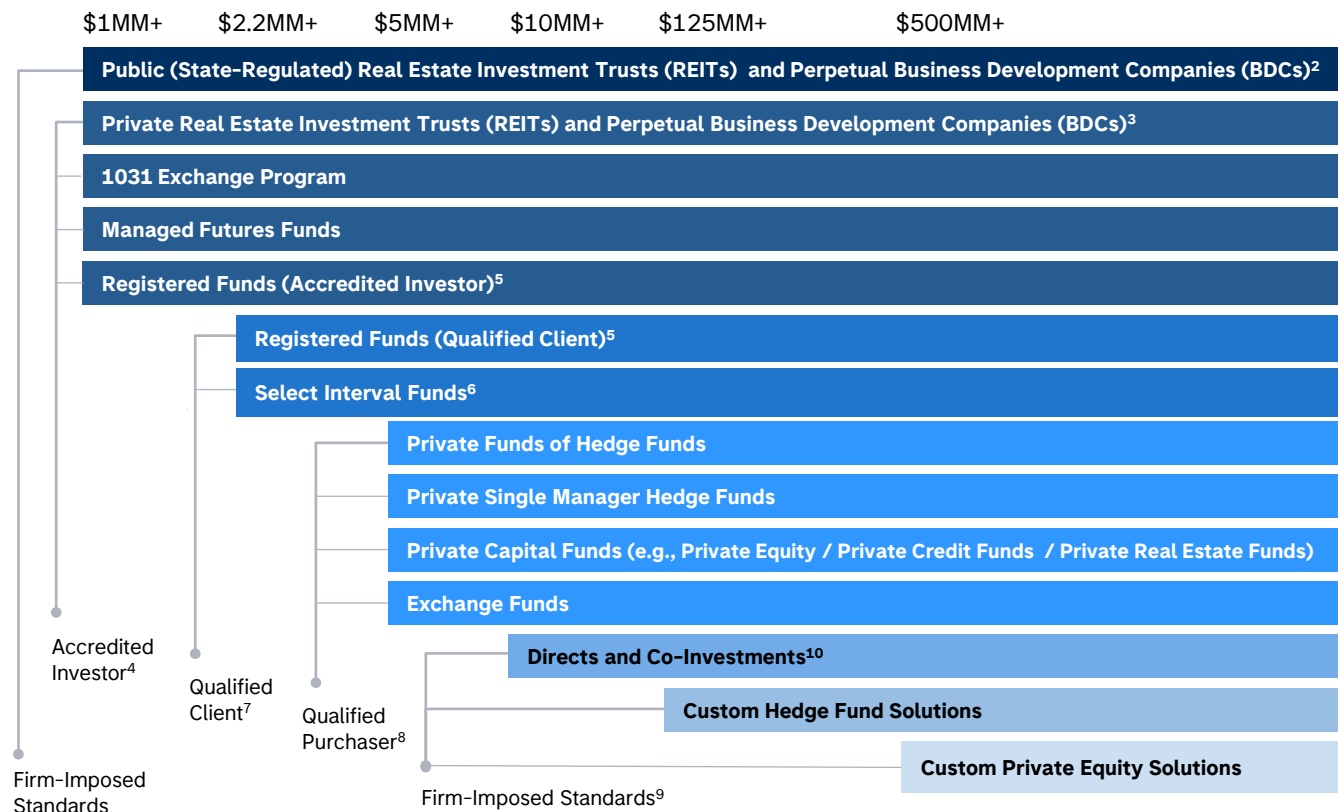 $1MM+ $2.2MM+ $5MM+ $10MM+ $125MM+ $500MM+
Public (State-Regulated) Real Estate Investment Trusts (REITs) and Perpetual Business Development Companies (BDCs)²
Private Real Estate Investment Trusts (REITs) and Perpetual Business Development Companies (BDCs)³
1031 Exchange Program
Managed Futures Funds
Registered Funds (Accredited Investor)⁵
Registered Funds (Qualified Client)⁵
Select Interval Funds⁶
Private Funds of Hedge Funds
Private Single Manager Hedge Funds
Private Capital Funds (e.g., Private Equity / Private Credit Funds / Private Real Estate Funds)
Exchange Funds
Directs and Co-Investments¹⁰
Custom Hedge Fund Solutions
Custom Private Equity Solutions
Accredited
Investor⁴
Qualified
Client⁷
Qualified
Purchaser⁸
Firm-Imposed
Standards
Firm-Imposed Standards⁹